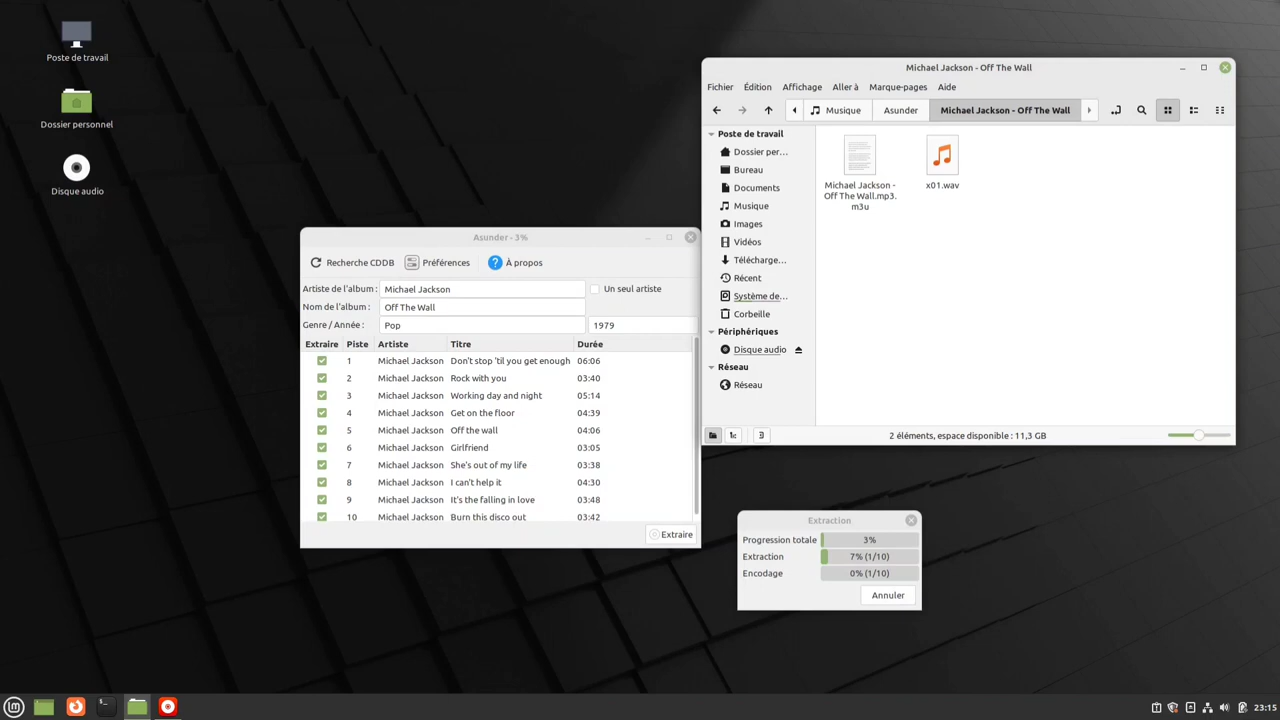 Poste de travail
Dossier personnel
Disque audio
Michael Jackson - Off The Wall
Fichier Édition Affichage Aller à Marque-pages Aide
Musique Asunder Michael Jackson - Off The Wall
Poste de travail
Dossier per...
Bureau
Documents
Musique
Images
Vidéos
Télécharge...
Récent
Système de...
Corbeille
Périphériques
Disque audio
Réseau
Réseau
Michael Jackson -
Off The Wall.mp3.
m3u
x01.wav
2 éléments, espace disponible : 11,3 GB
Asunder - 3%
Recherche CDDB Préférences À propos
Artiste de l'album : Michael Jackson Un seul artiste
Nom de l'album : Off The Wall
Genre / Année : Pop 1979
Extraire Piste Artiste Titre Durée
1 Michael Jackson Don't stop 'til you get enough 06:06
2 Michael Jackson Rock with you 03:40
3 Michael Jackson Working day and night 05:14
4 Michael Jackson Get on the floor 04:39
5 Michael Jackson Off the wall 04:06
6 Michael Jackson Girlfriend 03:05
7 Michael Jackson She's out of my life 03:38
8 Michael Jackson I can't help it 04:30
9 Michael Jackson It's the falling in love 03:48
10 Michael Jackson Burn this disco out 03:42
Extraire
Extraction
Progression totale 3%
Extraction 7% (1/10)
Encodage 0% (1/10)
Annuler
23:15